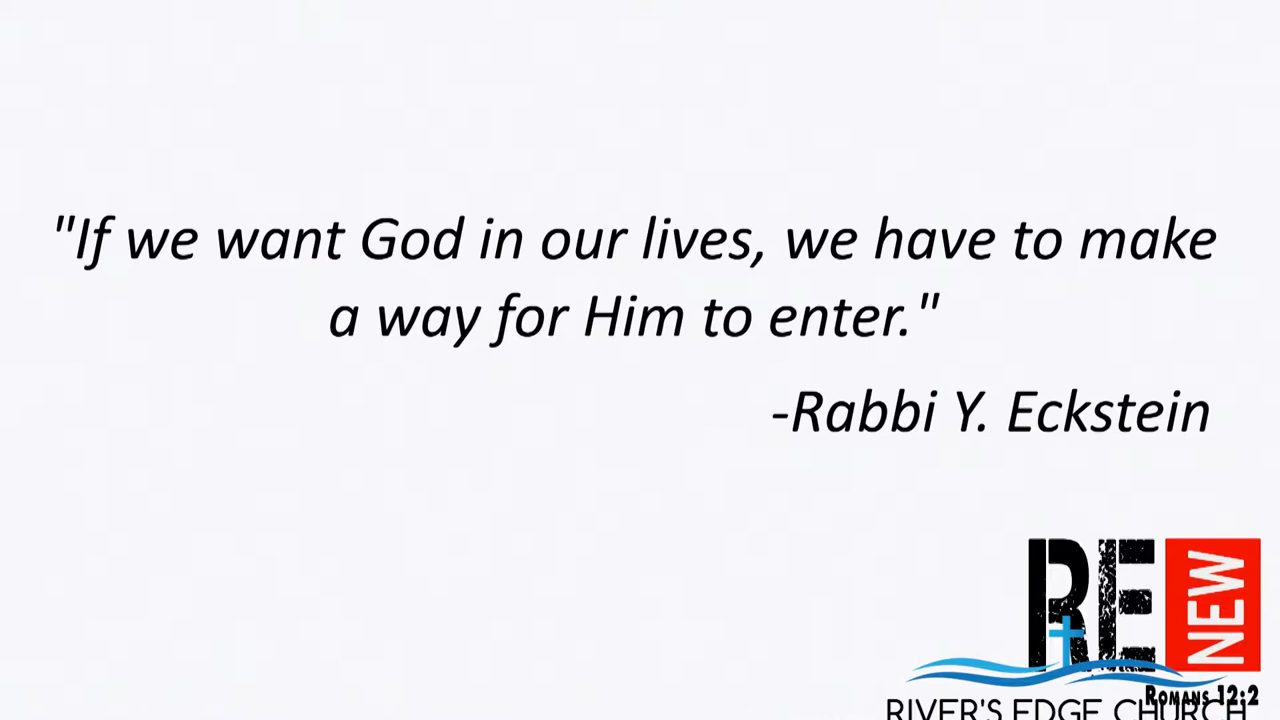 "If we want God in our lives, we have to make
a way for Him to enter."
-Rabbi Y. Eckstein
RE
NEW
Romans 12:2
RIVER'S EDGE CHURCH